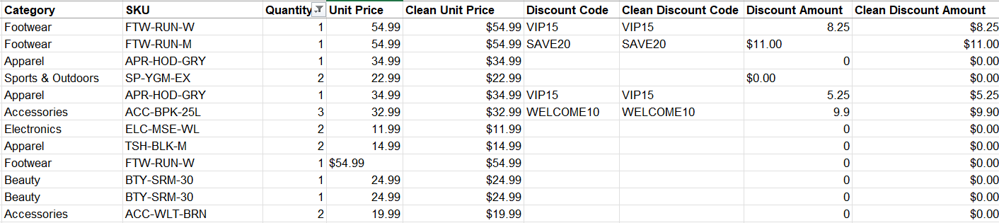 Category SKU Quantity Unit Price Clean Unit Price Discount Code Clean Discount Code Discount Amount Clean Discount Amount
Footwear FTW-RUN-W 1 54.99 $54.99 VIP15 VIP15 8.25 $8.25
Footwear FTW-RUN-M 1 54.99 $54.99 SAVE20 SAVE20 $11.00 $11.00
Apparel APR-HOD-GRY 1 34.99 $34.99 0 $0.00
Sports & Outdoors SP-YGM-EX 2 22.99 $22.99 $0.00 $0.00
Apparel APR-HOD-GRY 1 34.99 $34.99 VIP15 VIP15 5.25 $5.25
Accessories ACC-BPK-25L 3 32.99 $32.99 WELCOME10 WELCOME10 9.9 $9.90
Electronics ELC-MSE-WL 2 11.99 $11.99 0 $0.00
Apparel TSH-BLK-M 2 14.99 $14.99 0 $0.00
Footwear FTW-RUN-W 1 $54.99 $54.99 0 $0.00
Beauty BTY-SRM-30 1 24.99 $24.99 0 $0.00
Beauty BTY-SRM-30 1 24.99 $24.99 0 $0.00
Accessories ACC-WLT-BRN 2 19.99 $19.99 0 $0.00